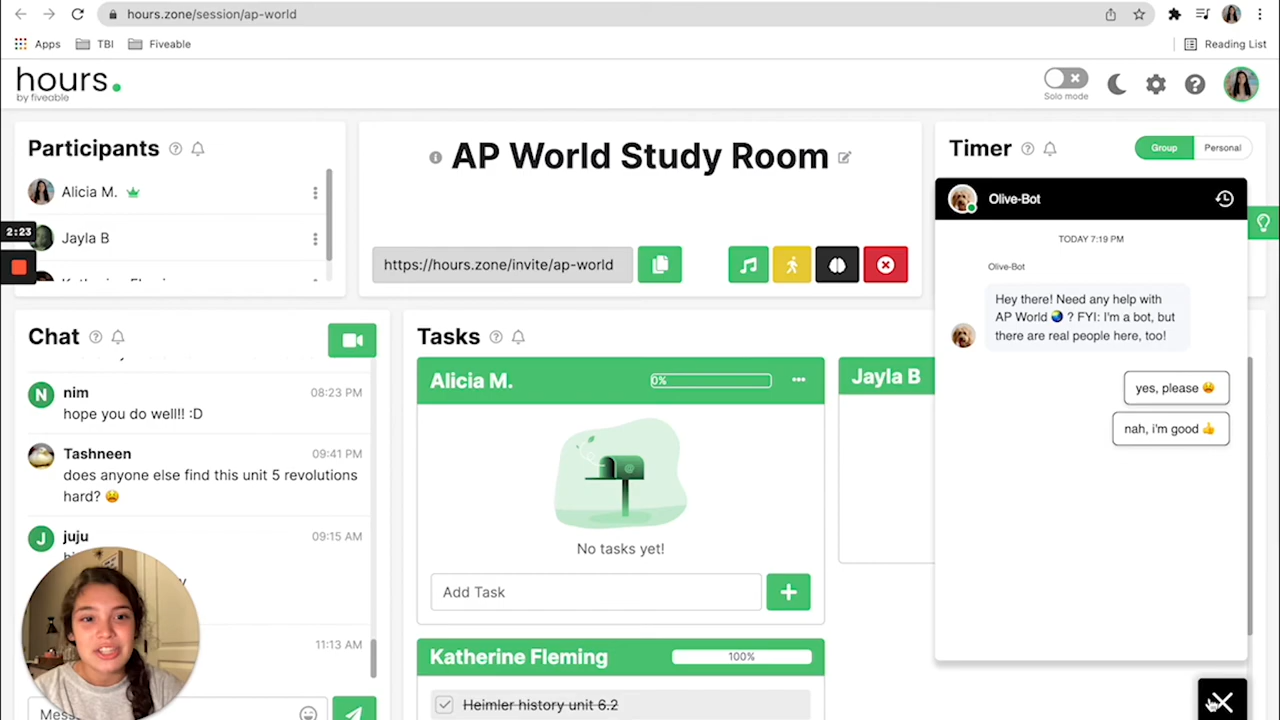 hours.zone/session/ap-world
Apps
TBI
Fiveable
Reading List
hours.
by fiveable
Solo mode
Participants
Alicia M.
Jayla B
2:23
AP World Study Room
https://hours.zone/invite/ap-world
Timer
Group
Personal
Olive-Bot
TODAY 7:19 PM
Olive-Bot
Hey there! Need any help with
AP World 🌏 ? FYI: I'm a bot, but
there are real people here, too!
yes, please 😩
nah, i'm good 👍
Chat
N
nim
08:23 PM
hope you do well!! :D
Tashneen
09:41 PM
does anyone else find this unit 5 revolutions
hard? 😩
J
juju
09:15 AM
11:13 AM
Tasks
Alicia M.
0%
No tasks yet!
Add Task
Jayla B
Katherine Fleming
100%
Heimler history unit 6.2